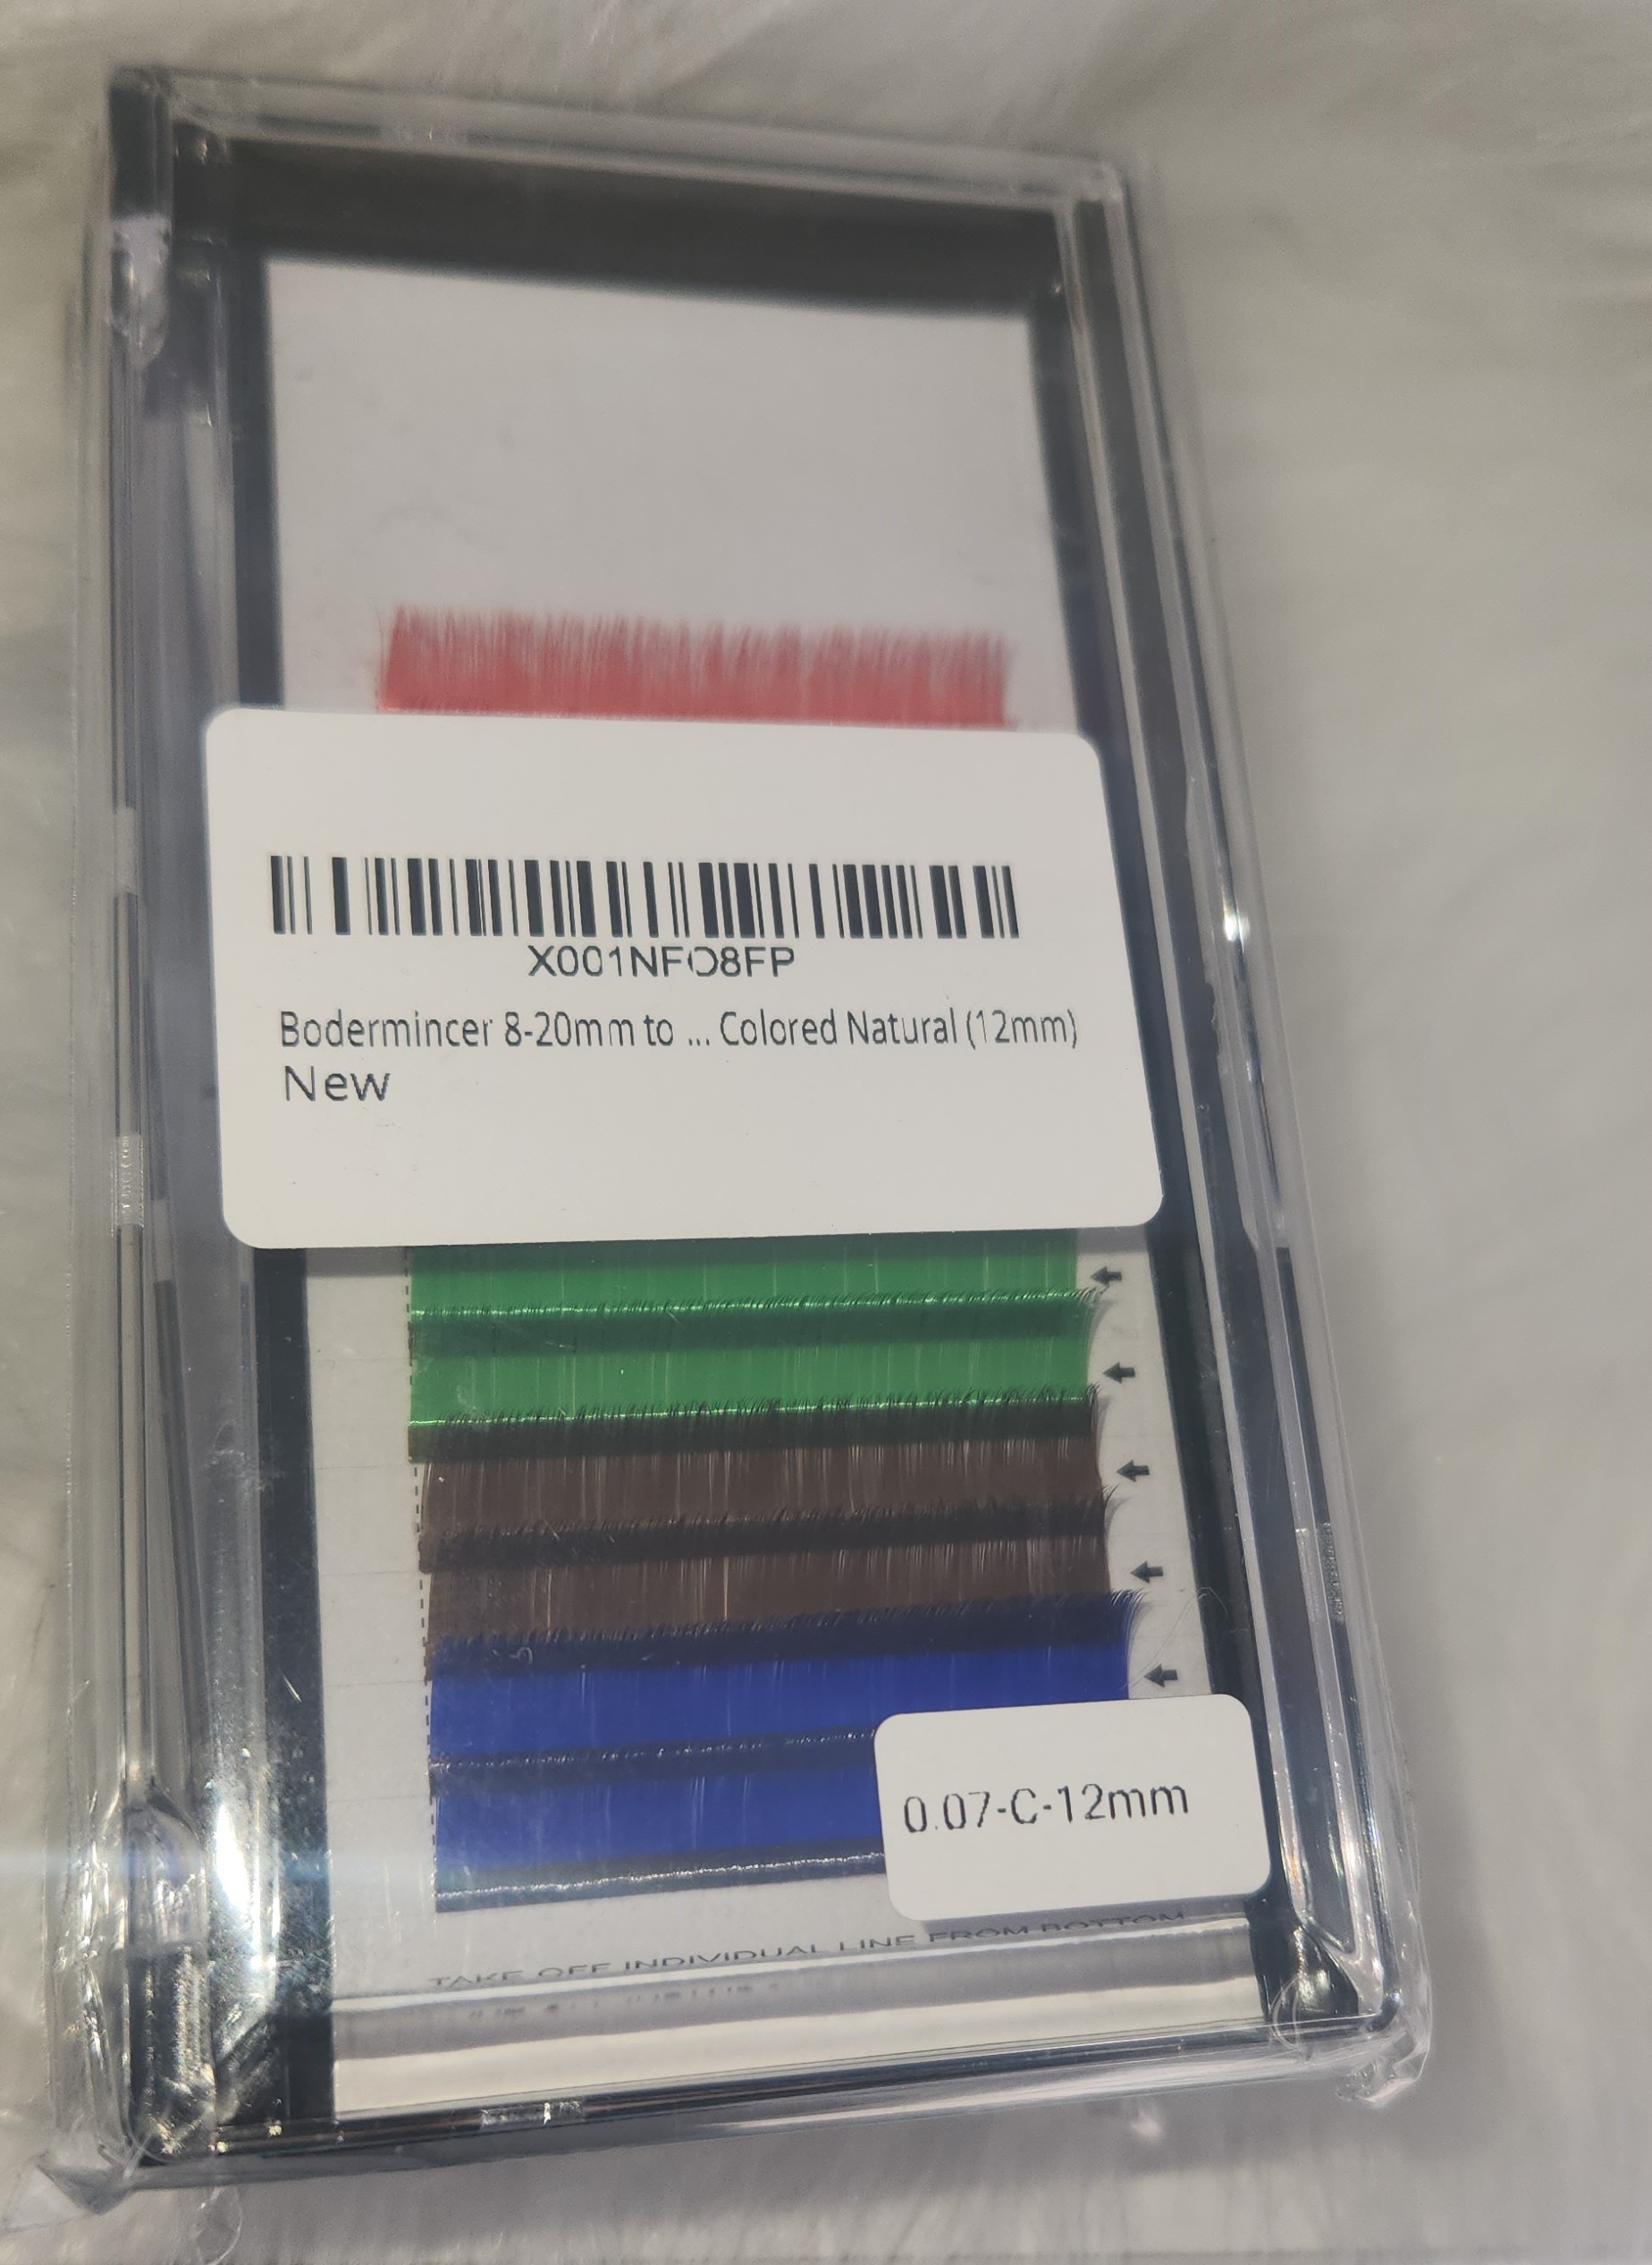 X001NFO8FP
Bodermincer 8-20mm to ... Colored Natural (12mm)
New
0.07-C-12mm
TAKE OFF INDIVIDUAL LINE FROM BOTTOM